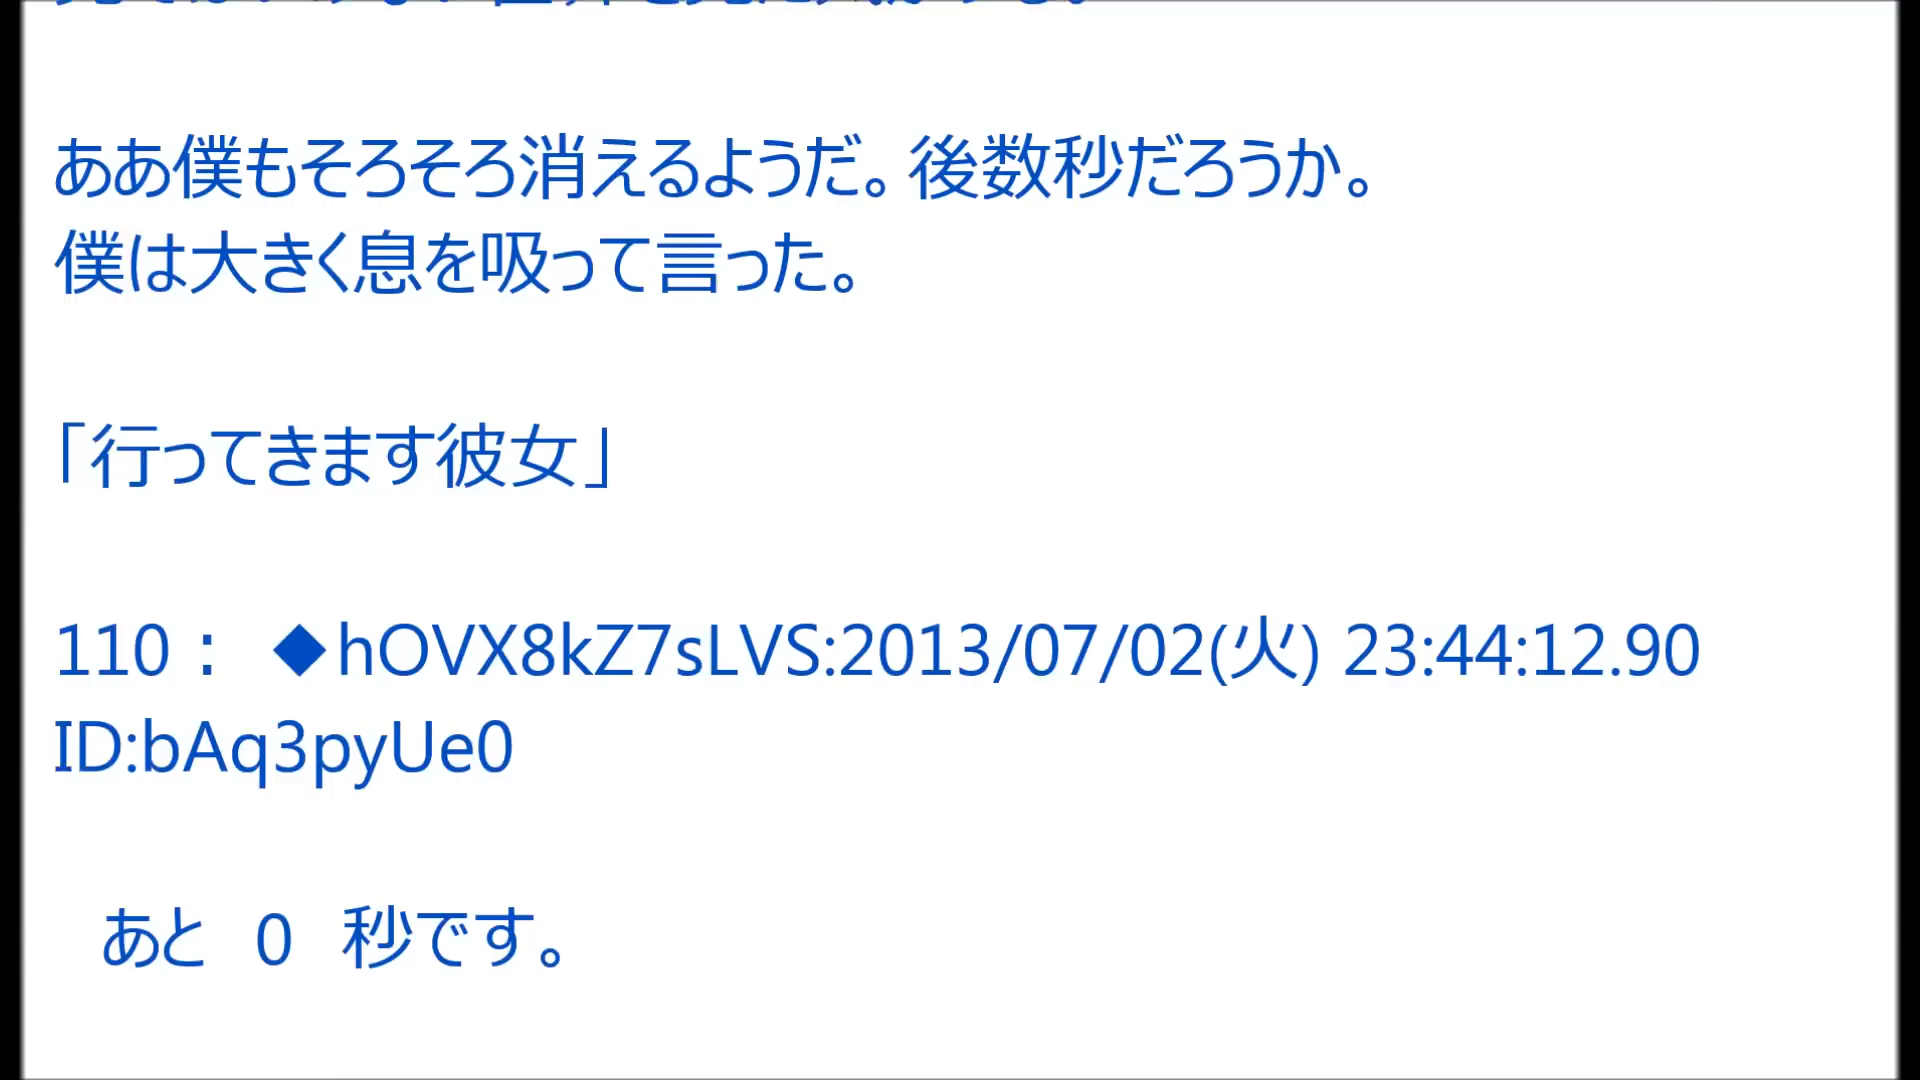 ああ僕もそろそろ消えるようだ。後数秒だろうか。
僕は大きく息を吸って言った。
「行ってきます彼女」
110： ◆hOVX8kZ7sLVS:2013/07/02(火) 23:44:12.90
ID:bAq3pyUe0
あと　0　秒です。